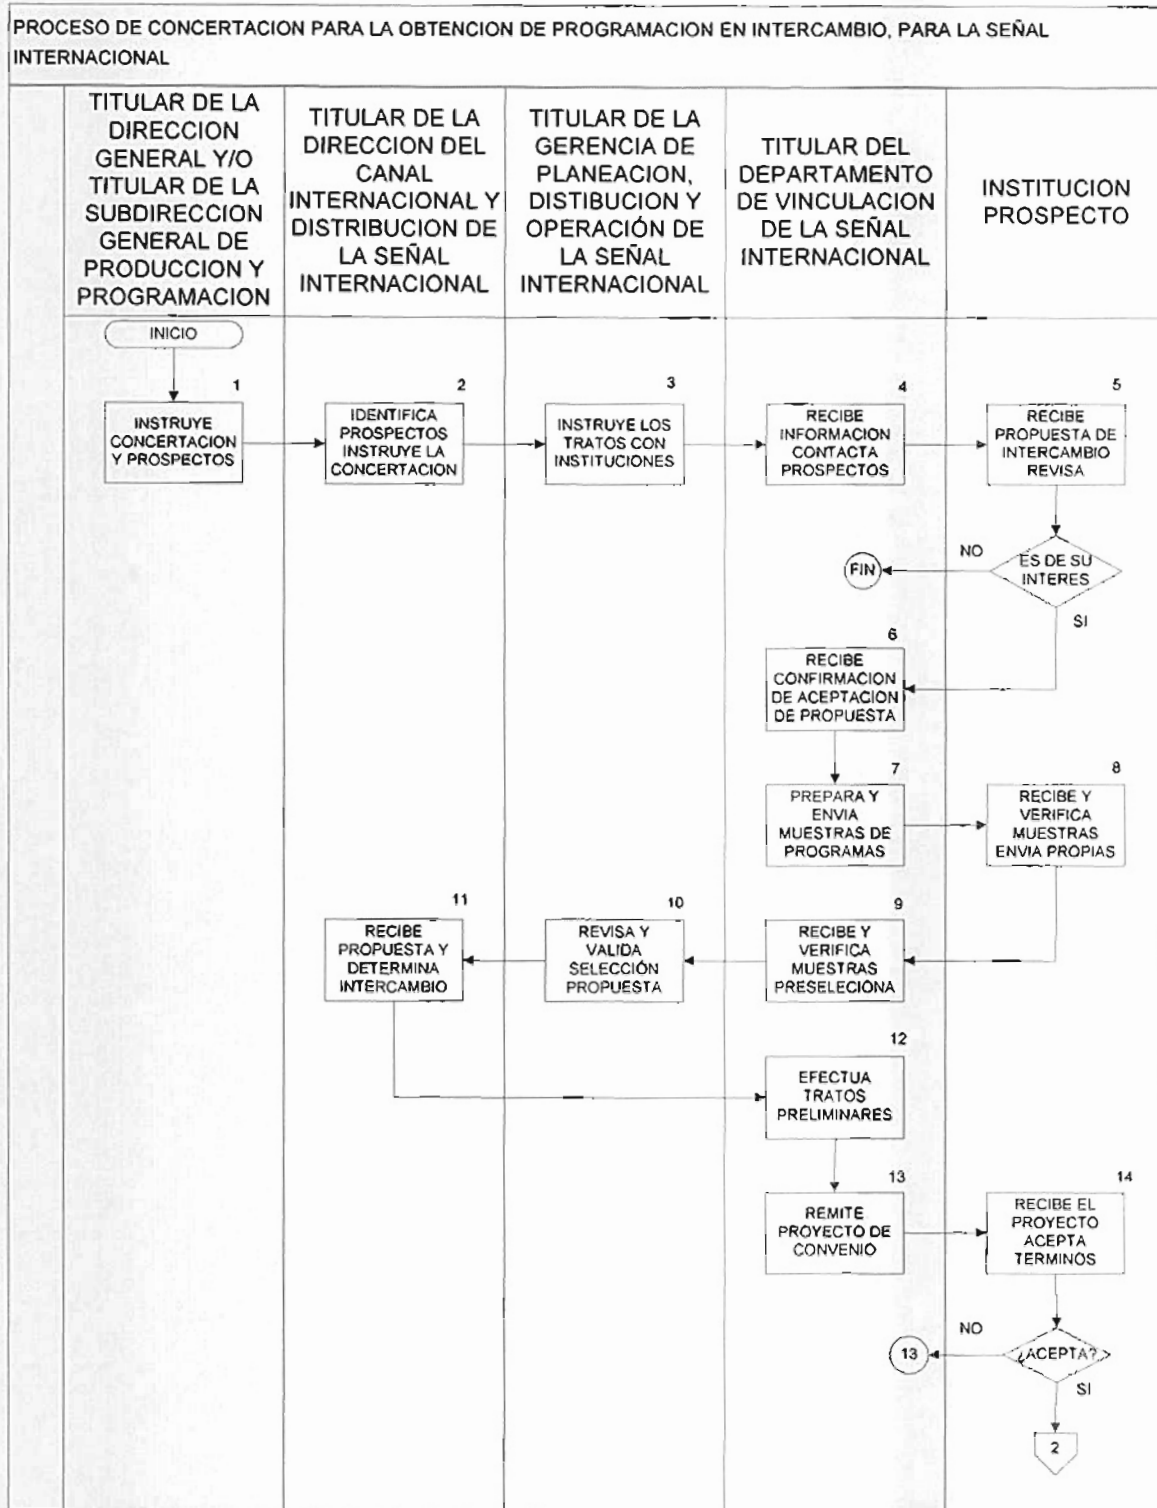 PROCESO DE CONCERTACION PARA LA OBTENCION DE PROGRAMACION EN INTERCAMBIO, PARA LA SEÑAL
INTERNACIONAL
TITULAR DE LA
DIRECCION
GENERAL Y/O
TITULAR DE LA
SUBDIRECCION
GENERAL DE
PRODUCCION Y
PROGRAMACION
TITULAR DE LA
DIRECCION DEL
CANAL
INTERNACIONAL Y
DISTRIBUCION DE
LA SEÑAL
INTERNACIONAL
TITULAR DE LA
GERENCIA DE
PLANEACION,
DISTIBUCION Y
OPERACIÓN DE
LA SEÑAL
INTERNACIONAL
TITULAR DEL
DEPARTAMENTO
DE VINCULACION
DE LA SEÑAL
INTERNACIONAL
INSTITUCION
PROSPECTO
INICIO
1
INSTRUYE
CONCERTACION
Y PROSPECTOS
2
IDENTIFICA
PROSPECTOS
INSTRUYE LA
CONCERTACION
3
INSTRUYE LOS
TRATOS CON
INSTITUCIONES
4
RECIBE
INFORMACION
CONTACTA
PROSPECTOS
5
RECIBE
PROPUESTA DE
INTERCAMBIO
REVISA
ES DE SU
INTERES
NO
FIN
SI
6
RECIBE
CONFIRMACION
DE ACEPTACION
DE PROPUESTA
7
PREPARA Y
ENVIA
MUESTRAS DE
PROGRAMAS
8
RECIBE Y
VERIFICA
MUESTRAS
ENVIA PROPIAS
9
RECIBE Y
VERIFICA
MUESTRAS
PRESELECIONA
10
REVISA Y
VALIDA
SELECCIÓN
PROPUESTA
11
RECIBE
PROPUESTA Y
DETERMINA
INTERCAMBIO
12
EFECTUA
TRATOS
PRELIMINARES
13
REMITE
PROYECTO DE
CONVENIO
14
RECIBE EL
PROYECTO
ACEPTA
TERMINOS
¿ACEPTA?
NO
13
SI
2